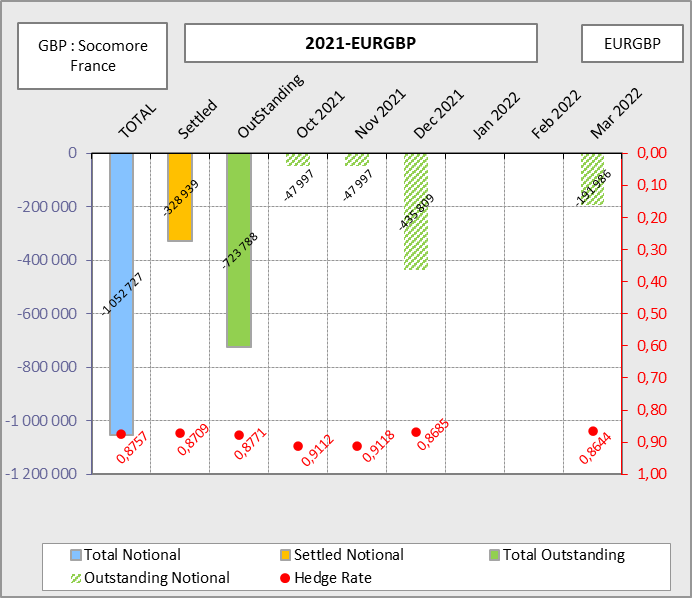 GBP : Socomore
France
2021-EURGBP
EURGBP
TOTAL
Settled
OutStanding
Oct 2021
Nov 2021
Dec 2021
Jan 2022
Feb 2022
Mar 2022
0
-200 000
-400 000
-600 000
-800 000
-1 000 000
-1 200 000
0,00
0,10
0,20
0,30
0,40
0,50
0,60
0,70
0,80
0,90
1,00
-1 052 727
-328 939
-723 788
-47 997
-47 997
-435 809
-191 986
0,8757
0,8709
0,8771
0,9112
0,9118
0,8685
0,8644
Total Notional
Settled Notional
Total Outstanding
Outstanding Notional
Hedge Rate